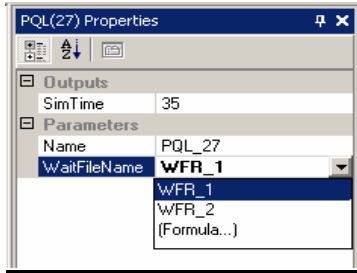 PQL(27) Properties
Outputs
SimTime 35
Parameters
Name PQL_27
WaitFileName WFR_1
WFR_1
WFR_2
(Formula...)